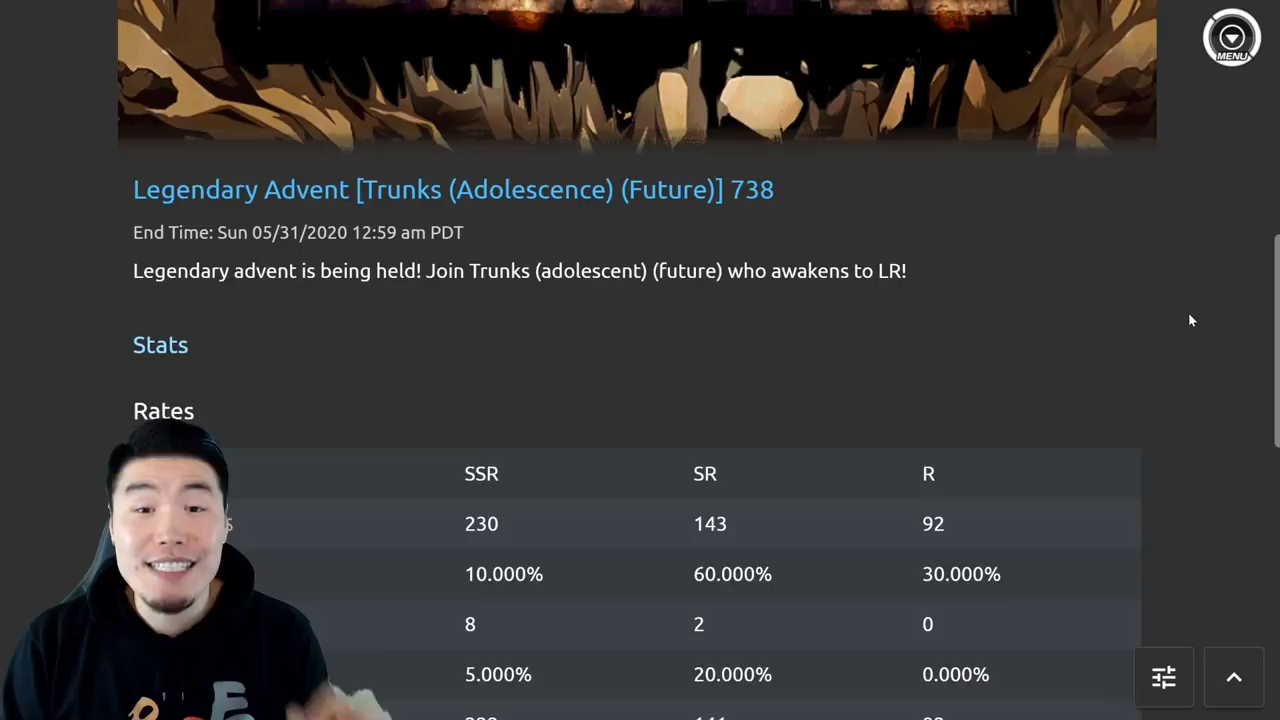 MENU
Legendary Advent [Trunks (Adolescence) (Future)] 738
End Time: Sun 05/31/2020 12:59 am PDT
Legendary advent is being held! Join Trunks (adolescent) (future) who awakens to LR!
Stats
Rates
SSR SR R
230 143 92
10.000% 60.000% 30.000%
8 2 0
5.000% 20.000% 0.000%